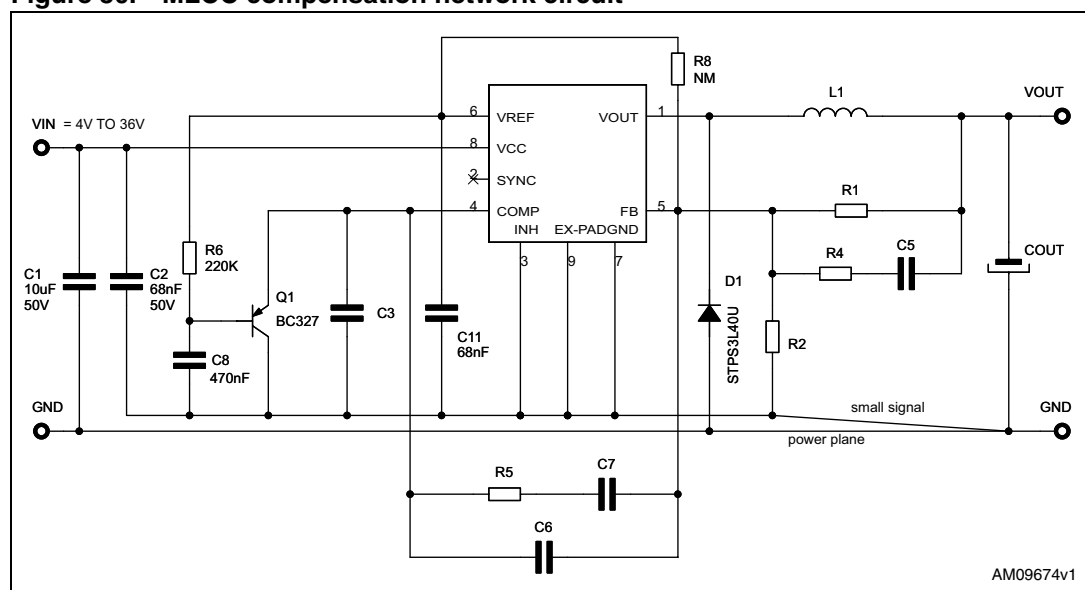 Figure 30. MLCC compensation network circuit
R8
NM
L1
VOUT
VIN = 4V TO 36V
6
VREF
VOUT
1
8
VCC
2
SYNC
R1
4
COMP
FB
5
INH
EX-PADGND
R6
220K
3
9
7
R4
C5
COUT
C1
10uF
50V
C2
68nF
50V
Q1
BC327
D1
STPS3L40U
C3
C11
68nF
R2
C8
470nF
GND
small signal
GND
power plane
R5
C7
C6
AM09674v1